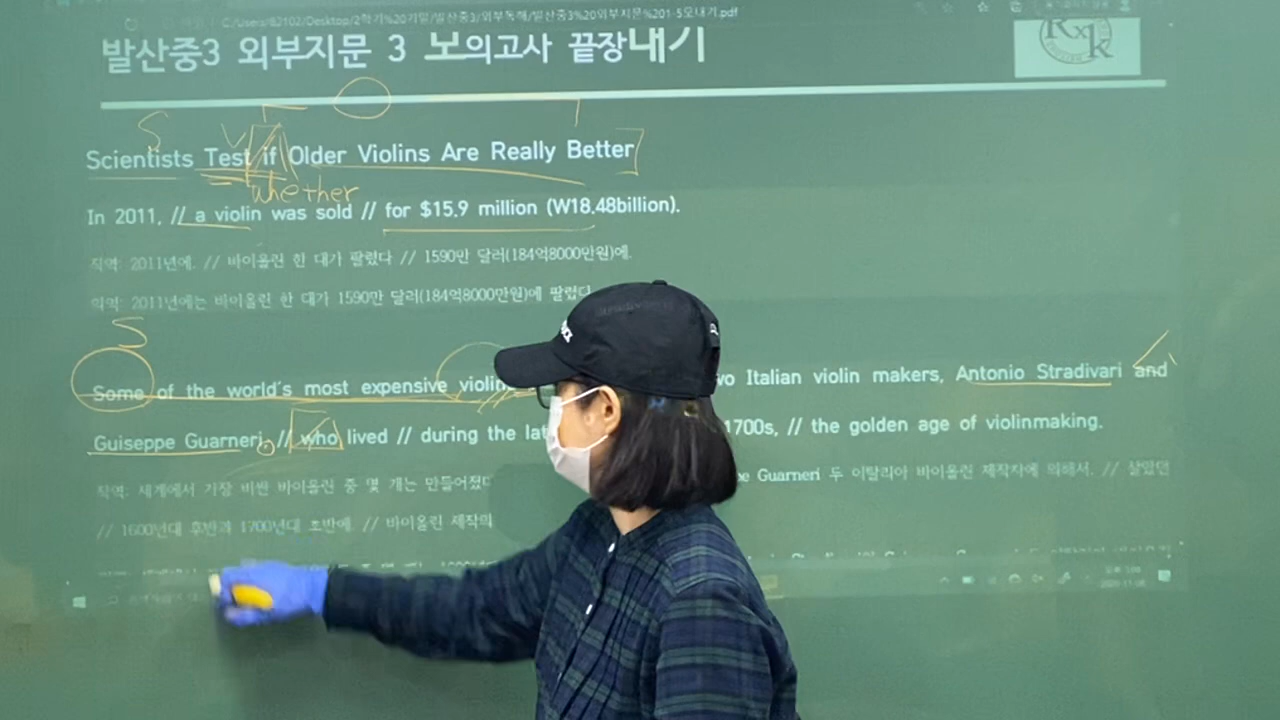 C:/Users/82102/Desktop/2학기%20기말/발산중3/외부독해/발산중3%20외부지문%201-5모내기.pdf
발산중3 외부지문 3 모의고사 끝장내기
RxK
S V
Scientists Test if Older Violins Are Really Better
whether
In 2011, // a violin was sold // for $15.9 million (W18.48billion).
직역: 2011년에, // 바이올린 한 대가 팔렸다 // 1590만 달러(184억8000만원)에.
의역: 2011년에는 바이올린 한 대가 1590만 달러(184억8000만원)에 팔렸다
S
Some of the world's most expensive violin wo Italian violin makers, Antonio Stradivari and
Guiseppe Guarneri, // who lived // during the lat 1700s, // the golden age of violinmaking.
직역: 세계에서 가장 비싼 바이올린 중 몇 개는 만들어졌 e Guarneri 두 이탈리아 바이올린 제작자에 의해서, // 살았던
// 1600년대 후반과 1700년대 초반에, // 바이올린 제작의